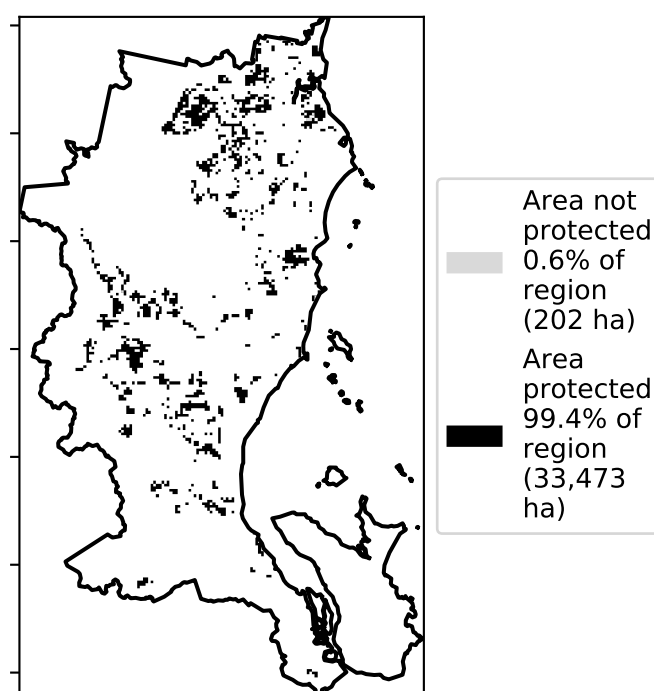 Area not
protected
0.6% of
region
(202 ha)
Area
protected
99.4% of
region
(33,473
ha)